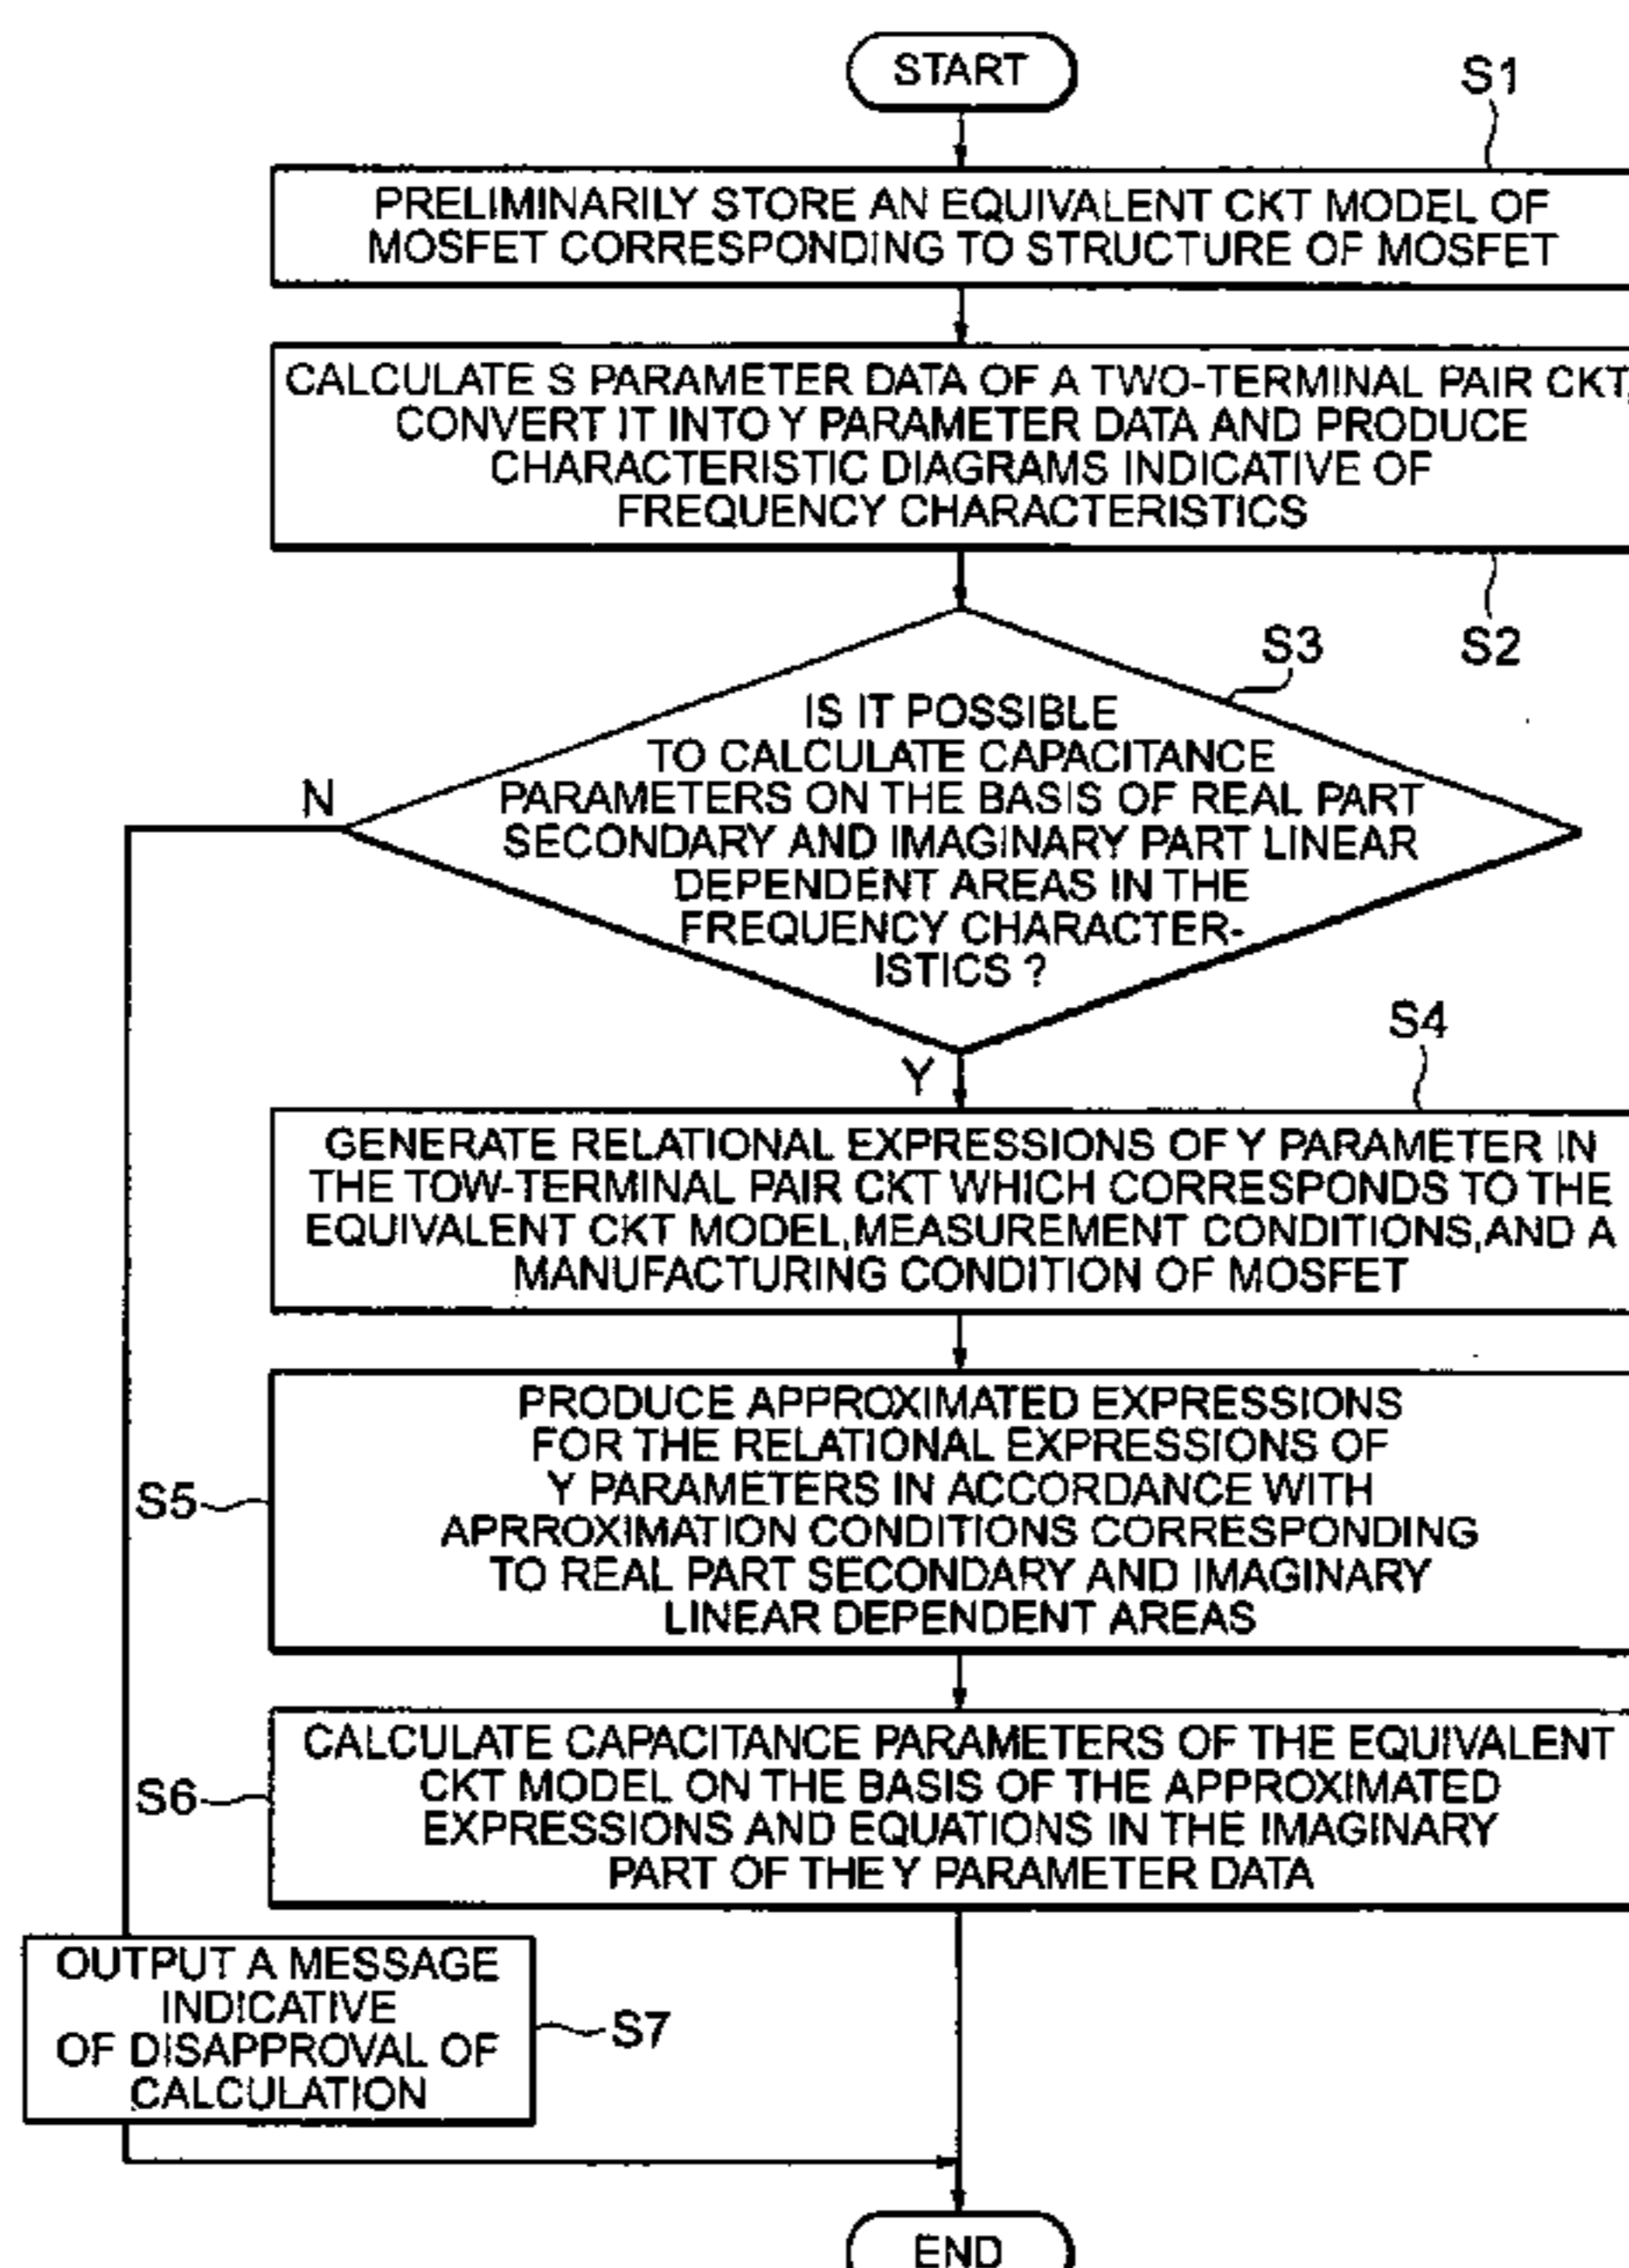 START
S1
PRELIMINARILY STORE AN EQUIVALENT CKT MODEL OF
MOSFET CORRESPONDING TO STRUCTURE OF MOSFET
CALCULATE S PARAMETER DATA OF A TWO-TERMINAL PAIR CKT,
CONVERT IT INTO Y PARAMETER DATA AND PRODUCE
CHARACTERISTIC DIAGRAMS INDICATIVE OF
FREQUENCY CHARACTERISTICS
S2
S3
IS IT POSSIBLE
TO CALCULATE CAPACITANCE
PARAMETERS ON THE BASIS OF REAL PART
SECONDARY AND IMAGINARY PART LINEAR
DEPENDENT AREAS IN THE
FREQUENCY CHARACTER-
ISTICS ?
N
Y
S4
GENERATE RELATIONAL EXPRESSIONS OF Y PARAMETER IN
THE TOW-TERMINAL PAIR CKT WHICH CORRESPONDS TO THE
EQUIVALENT CKT MODEL,MEASUREMENT CONDITIONS,AND A
MANUFACTURING CONDITION OF MOSFET
S5
PRODUCE APPROXIMATED EXPRESSIONS
FOR THE RELATIONAL EXPRESSIONS OF
Y PARAMETERS IN ACCORDANCE WITH
APRROXIMATION CONDITIONS CORRESPONDING
TO REAL PART SECONDARY AND IMAGINARY
LINEAR DEPENDENT AREAS
S6
CALCULATE CAPACITANCE PARAMETERS OF THE EQUIVALENT
CKT MODEL ON THE BASIS OF THE APPROXIMATED
EXPRESSIONS AND EQUATIONS IN THE IMAGINARY
PART OF THE Y PARAMETER DATA
OUTPUT A MESSAGE
INDICATIVE
OF DISAPPROVAL OF
CALCULATION
S7
END